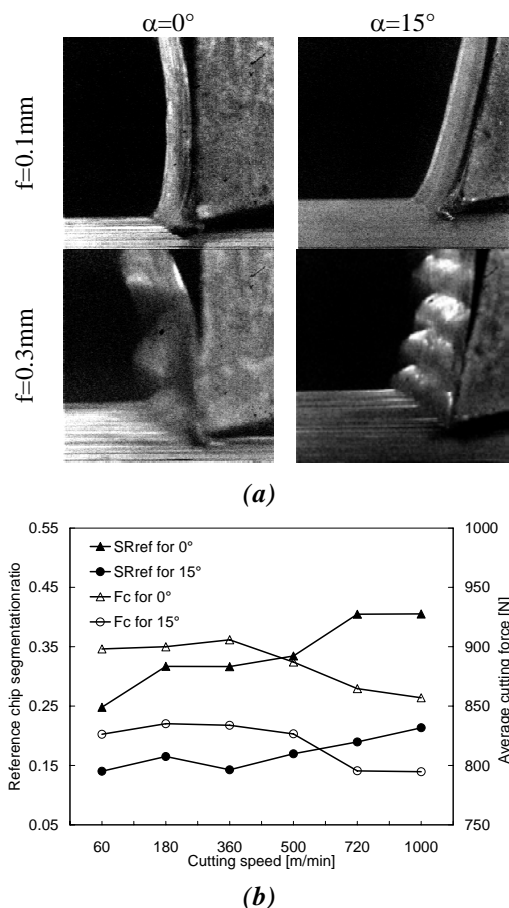 α=0° α=15°
f=0.1mm
f=0.3mm
(a)
0.55 1000
SRref for 0°
SRref for 15°
Fc for 0°
Fc for 15°
0.45 950
0.35 900
0.25 850
0.15 800
0.05 750
Reference chip segmentationratio
Average cutting force [N]
60 180 360 500 720 1000
Cutting speed [m/min]
(b)